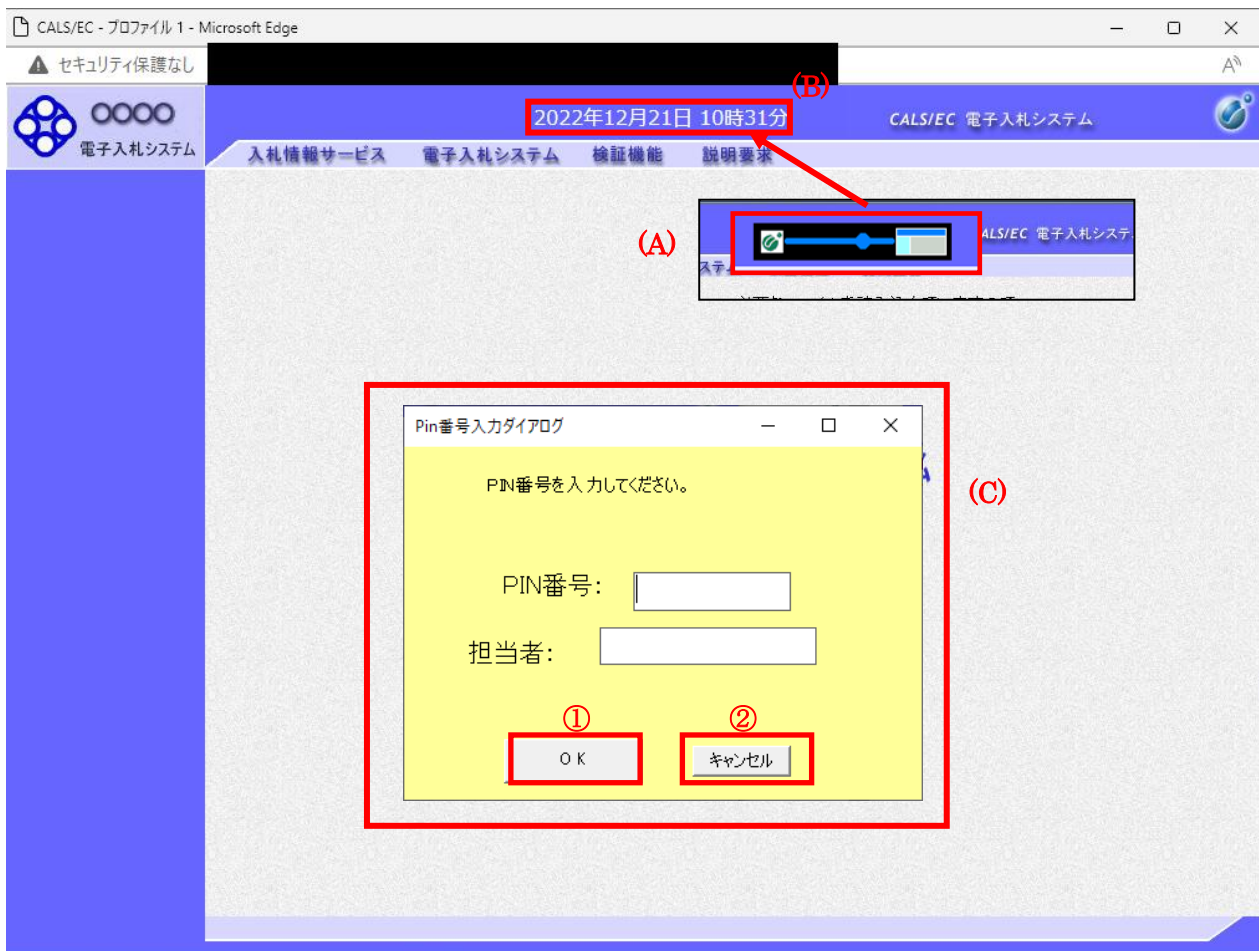 CALS/EC - プロファイル 1 - Microsoft Edge
セキュリティ保護なし
(B)
OOOO
電子入札システム
2022年12月21日 10時31分
CALS/EC 電子入札システム
入札情報サービス 電子入札システム 検証機能 説明要求
(A)
ALS/EC 電子入札システ
ステ
Pin番号入力ダイアログ
PIN番号を入力してください。
(C)
PIN番号:
担当者:
① ②
OK キャンセル